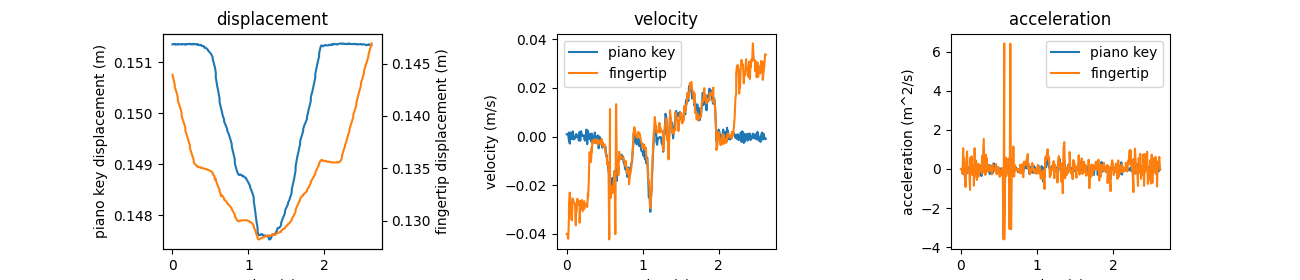 displacement
piano key displacement (m)
0.151
0.150
0.149
0.148
0 1 2
0.145
0.140
0.135
0.130
fingertip displacement (m)
velocity
velocity (m/s)
0.04
0.02
0.00
−0.02
−0.04
piano key
fingertip
0 1 2
acceleration
acceleration (m^2/s)
6
4
2
0
−2
−4
piano key
fingertip
0 1 2